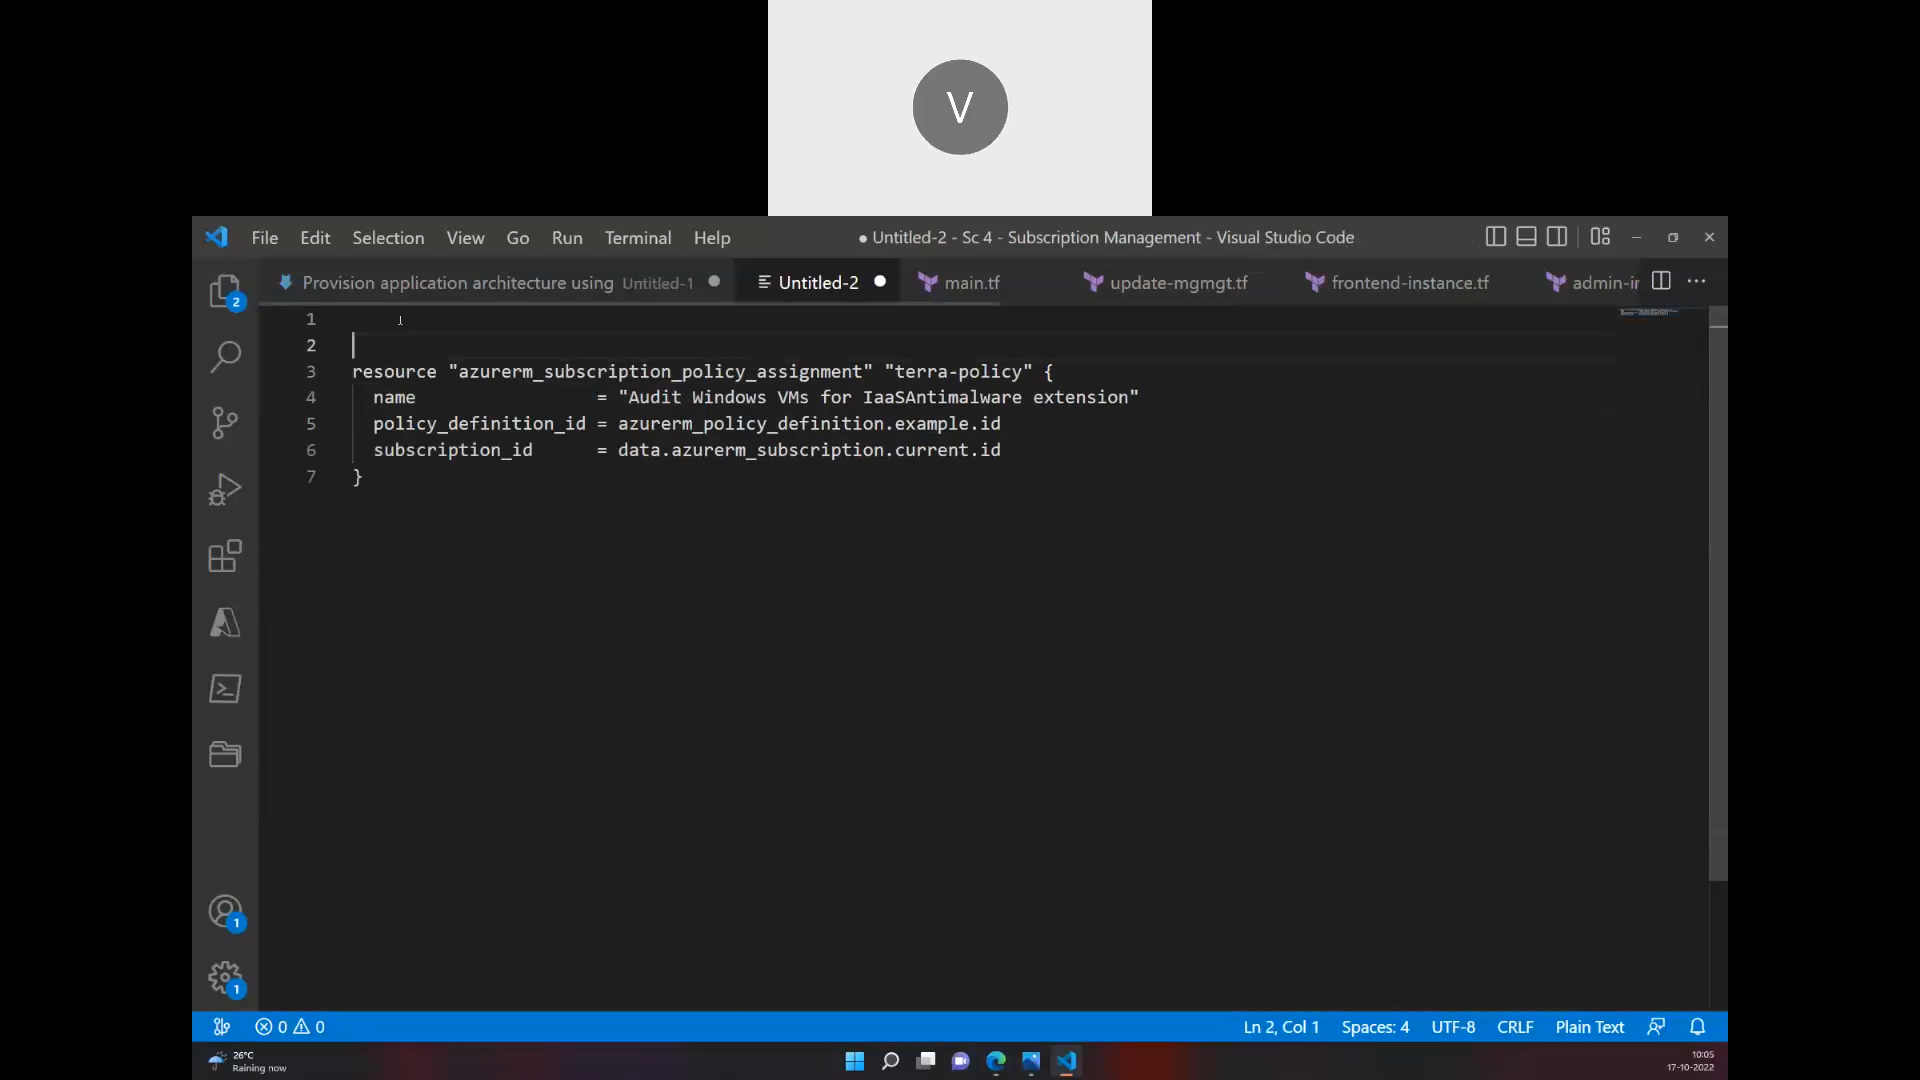 V
File Edit Selection View Go Run Terminal Help
● Untitled-2 - Sc 4 - Subscription Management - Visual Studio Code
Provision application architecture using Untitled-1
Untitled-2
main.tf
update-mgmgt.tf
frontend-instance.tf
admin-ir
1
2
3 resource "azurerm_subscription_policy_assignment" "terra-policy" {
4 name = "Audit Windows VMs for IaaSAntimalware extension"
5 policy_definition_id = azurerm_policy_definition.example.id
6 subscription_id = data.azurerm_subscription.current.id
7 }
2
1
1
0 0
Ln 2, Col 1 Spaces: 4 UTF-8 CRLF Plain Text
26°C
Raining now
10:05
17-10-2022